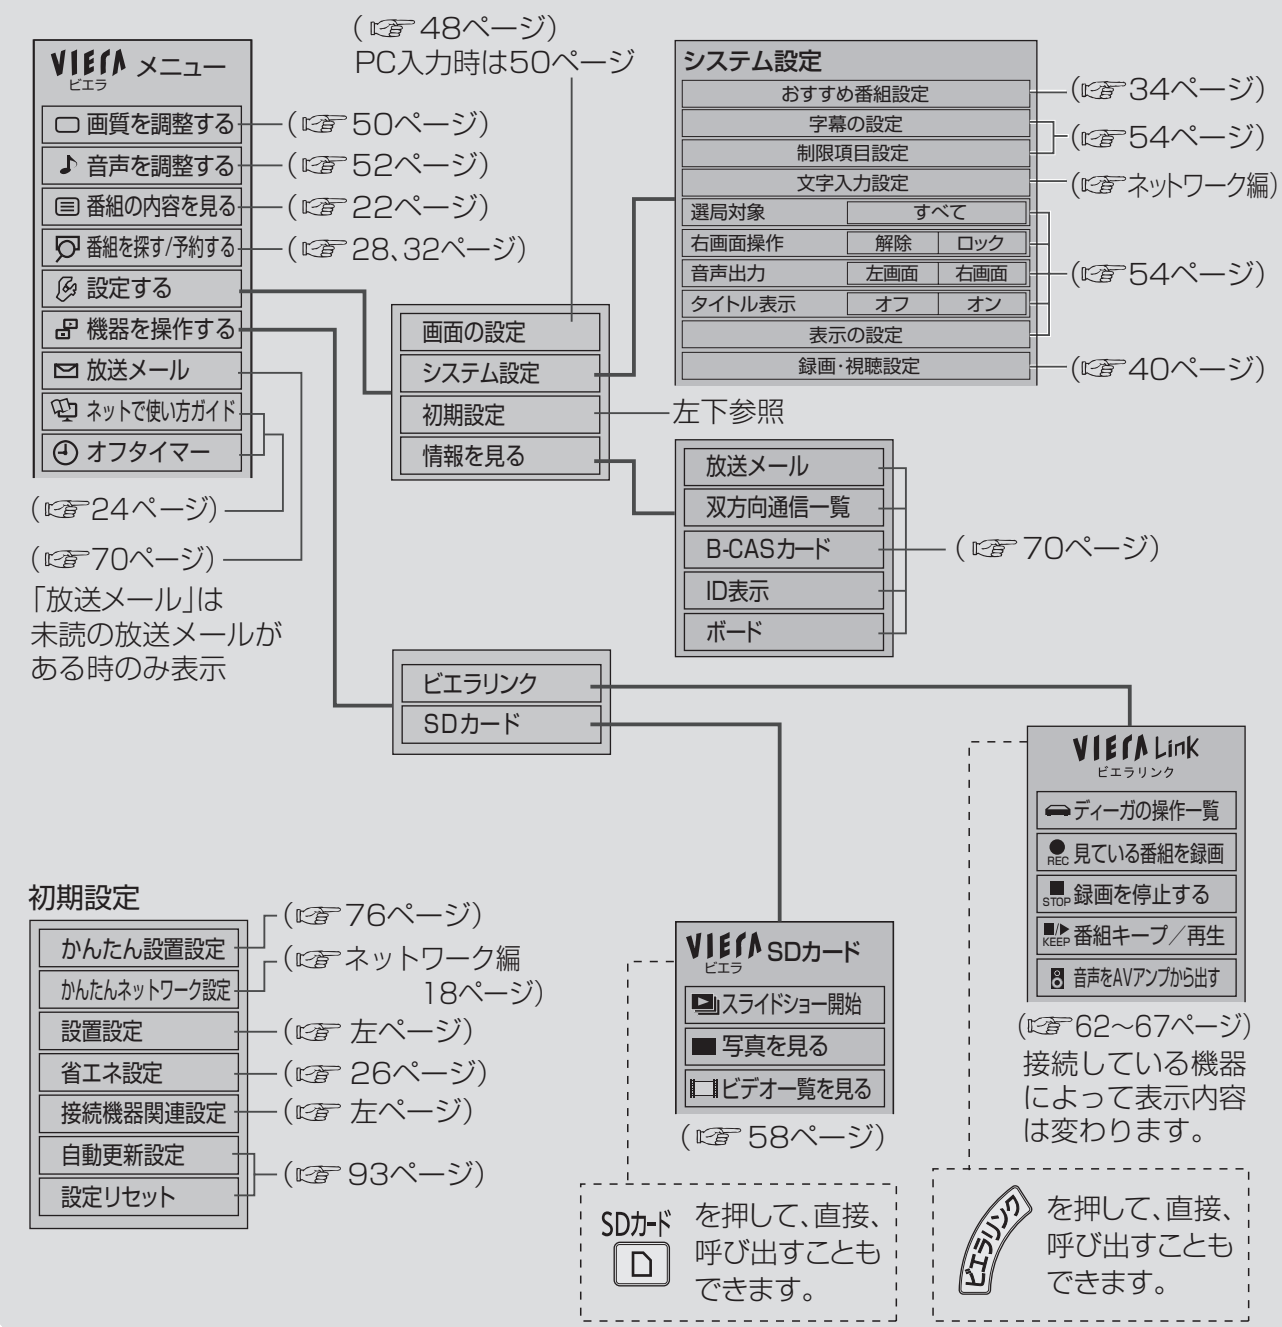 VIERA メニュー
ビエラ
画質を調整する
(☞50ページ)
音声を調整する
(☞52ページ)
番組の内容を見る
(☞22ページ)
番組を探す/予約する
(☞28、32ページ)
設定する
機器を操作する
放送メール
ネットで使い方ガイド
オフタイマー
(☞24ページ)
(☞70ページ)
「放送メール」は
未読の放送メールが
ある時のみ表示
(☞48ページ)
PC入力時は50ページ
画面の設定
システム設定
初期設定
左下参照
情報を見る
システム設定
おすすめ番組設定
(☞34ページ)
字幕の設定
制限項目設定
(☞54ページ)
文字入力設定
(☞ネットワーク編)
選局対象 すべて
右画面操作 解除 ロック
音声出力 左画面 右画面
タイトル表示 オフ オン
表示の設定
(☞54ページ)
録画・視聴設定
(☞40ページ)
放送メール
双方向通信一覧
B-CASカード
ID表示
ボード
(☞70ページ)
ビエラリンク
SDカード
初期設定
かんたん設置設定
(☞76ページ)
かんたんネットワーク設定
(☞ネットワーク編
18ページ)
設置設定
(☞左ページ)
省エネ設定
(☞26ページ)
接続機器関連設定
(☞左ページ)
自動更新設定
設定リセット
(☞93ページ)
VIERA SDカード
ビエラ
スライドショー開始
写真を見る
ビデオ一覧を見る
(☞58ページ)
SDカード
を押して、直接、
呼び出すことも
できます。
VIERA Link
ビエラリンク
ディーガの操作一覧
REC 見ている番組を録画
STOP 録画を停止する
KEEP 番組キープ/再生
音声をAVアンプから出す
(☞62~67ページ)
接続している機器
によって表示内容
は変わります。
ビエラリンク
を押して、直接、
呼び出すことも
できます。